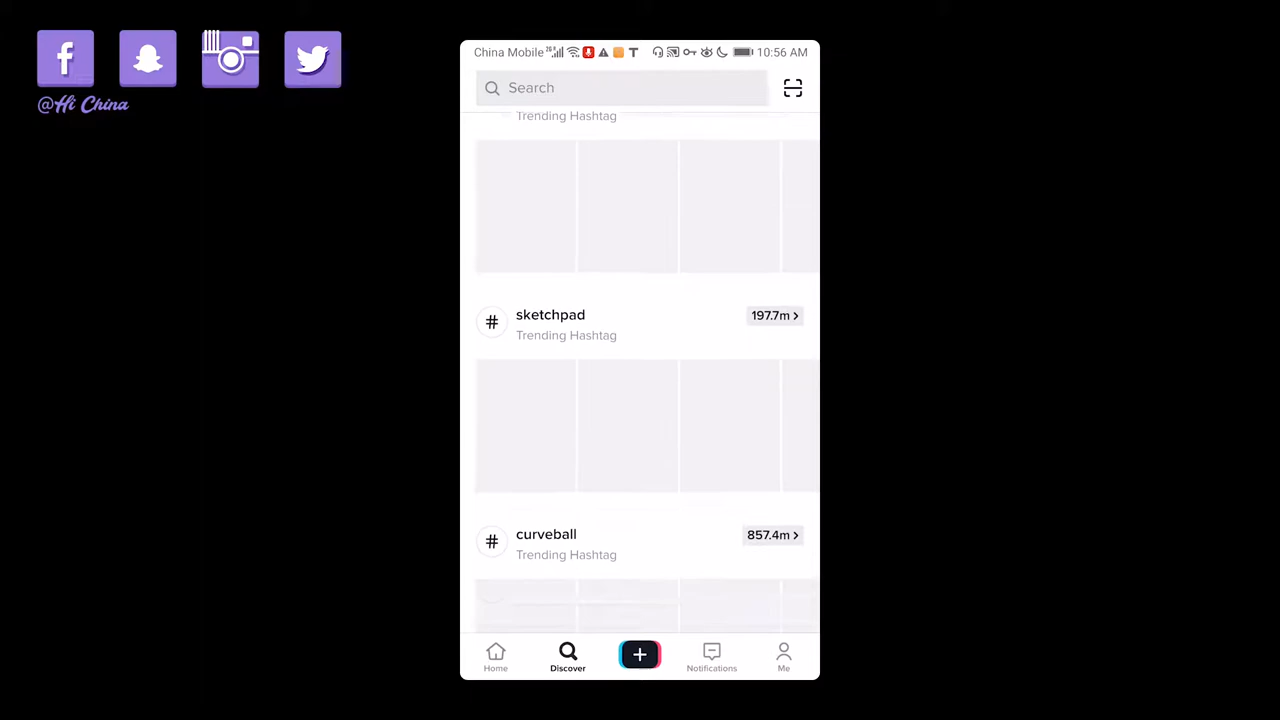 @Hi China
China Mobile 26 10:56 AM
Search
Trending Hashtag
# sketchpad 197.7m >
Trending Hashtag
# curveball 857.4m >
Trending Hashtag
Home Discover Notifications Me